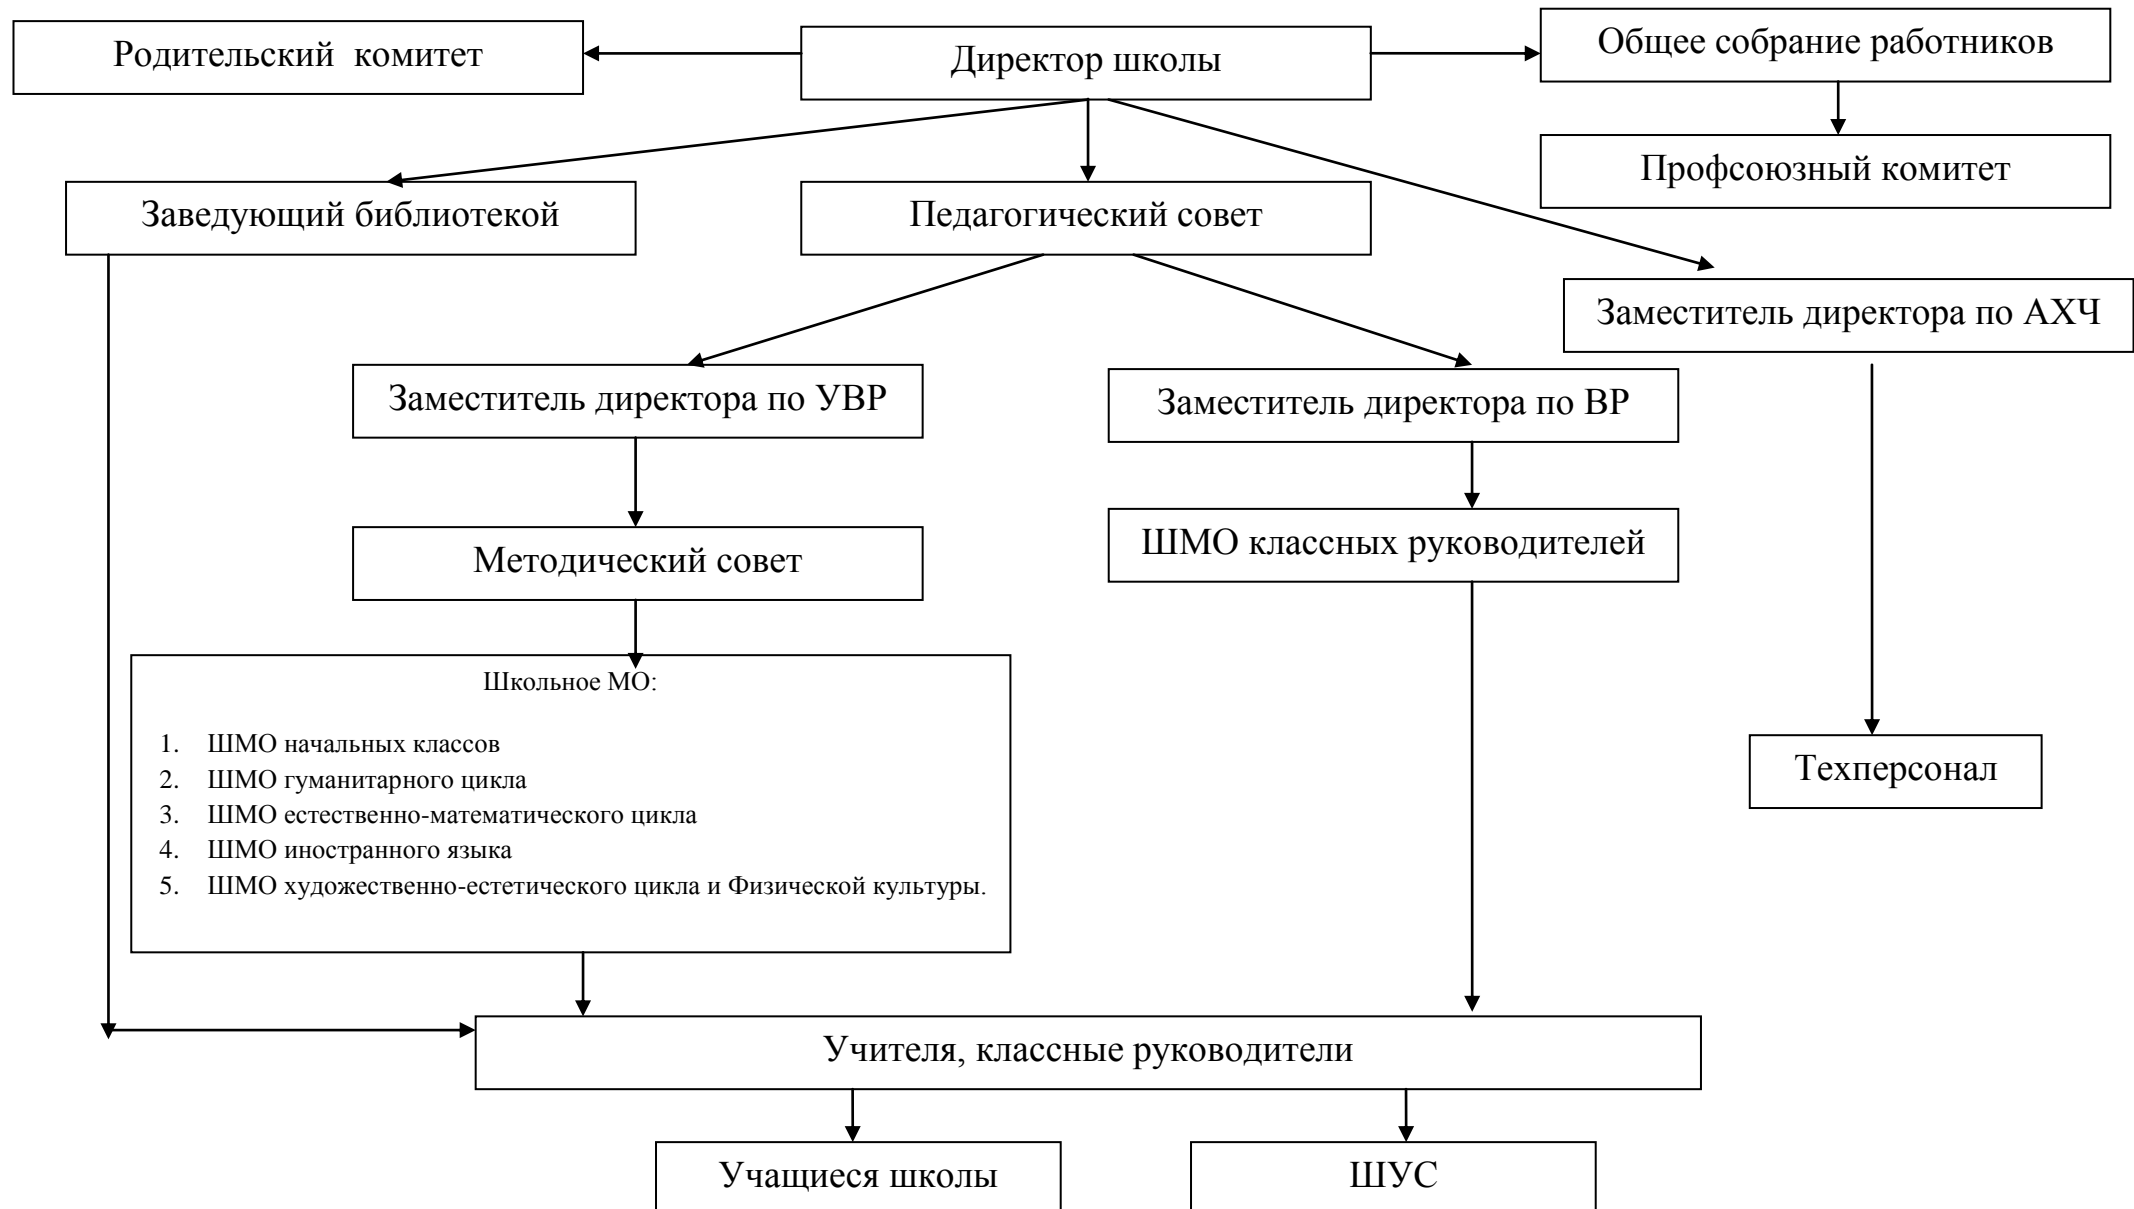 Родительский комитет
Директор школы
Общее собрание работников
Профсоюзный комитет
Заведующий библиотекой
Педагогический совет
Заместитель директора по АХЧ
Заместитель директора по УВР
Заместитель директора по ВР
Методический совет
ШМО классных руководителей
Школьное МО:
1. ШМО начальных классов
2. ШМО гуманитарного цикла
3. ШМО естественно-математического цикла
4. ШМО иностранного языка
5. ШМО художественно-естетического цикла и Физической культуры.
Техперсонал
Учителя, классные руководители
Учащиеся школы
ШУС